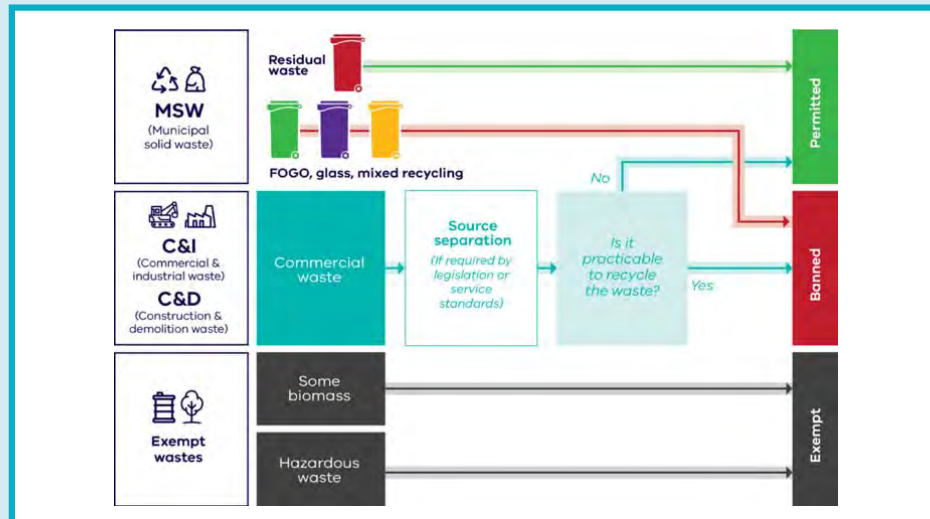 MSW
(Municipal
solid waste)
Residual
waste
FOGO, glass, mixed recycling
Permitted
C&I
(Commercial &
industrial waste)
C&D
(Construction &
demolition waste)
Commercial
waste
Source
separation
(If required by
legislation or
service
standards)
Is it
practicable
to recycle
the waste?
No
Yes
Banned
Exempt
wastes
Some
biomass
Hazardous
waste
Exempt